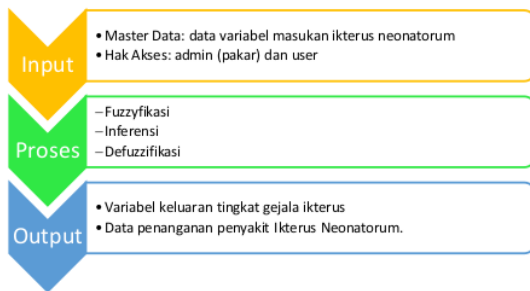 Input
• Master Data: data variabel masukan ikterus neonatorum
• Hak Akses: admin (pakar) dan user
Proses
–Fuzzyfikasi
–Inferensi
–Defuzzifikasi
Output
• Variabel keluaran tingkat gejala ikterus
• Data penanganan penyakit Ikterus Neonatorum.